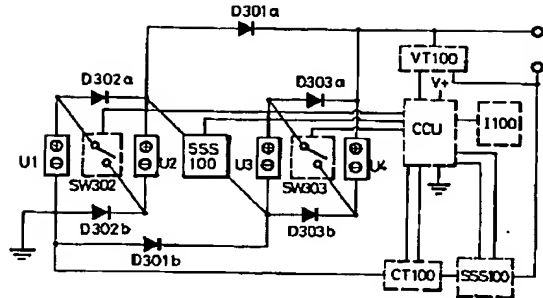 D301a
VT100
V+
D302a
D303a
CCU
I100
U1
SW302
U2
SSS
100
U3
SW303
U4
D302b
D303b
D301b
CT100
SSS100